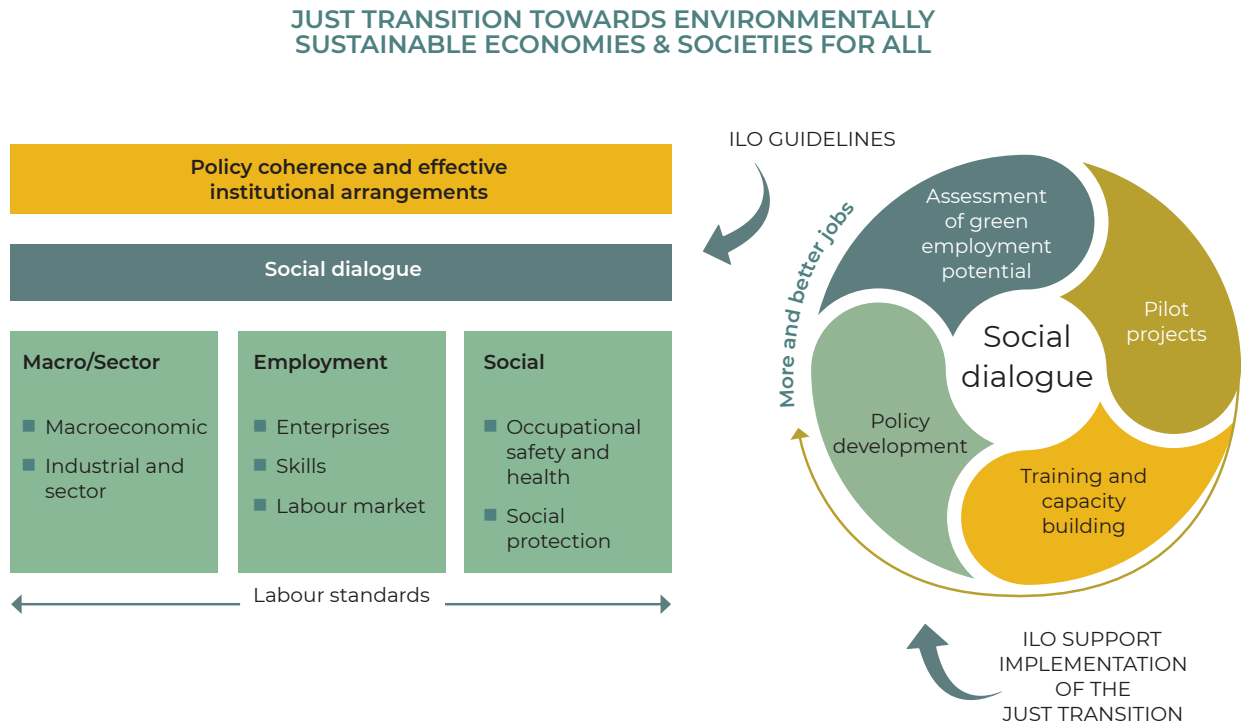 JUST TRANSITION TOWARDS ENVIRONMENTALLY
SUSTAINABLE ECONOMIES & SOCIETIES FOR ALL
Policy coherence and effective
institutional arrangements
Social dialogue
Macro/Sector
Macroeconomic
Industrial and
sector
Employment
Enterprises
Skills
Labour market
Social
Occupational
safety and
health
Social
protection
Labour standards
ILO GUIDELINES
More and better jobs
Assessment
of green
employment
potential
Pilot
projects
Social
dialogue
Policy
development
Training and
capacity
building
ILO SUPPORT
IMPLEMENTATION
OF THE
JUST TRANSITION